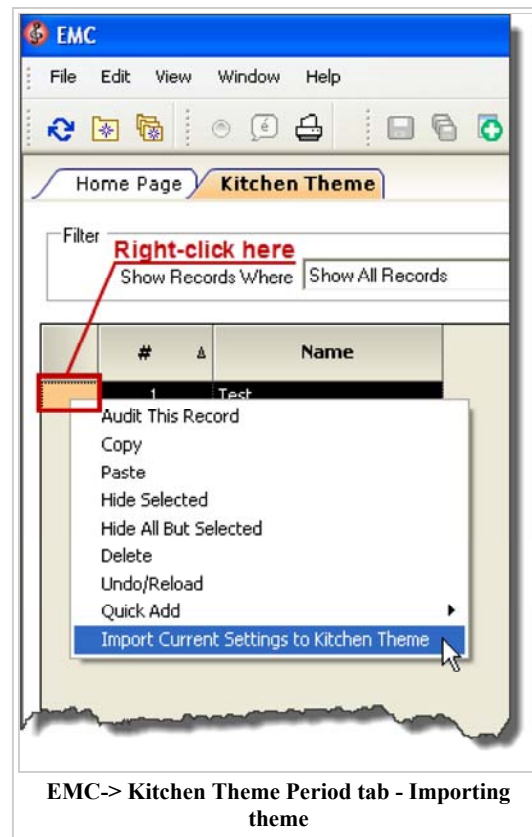 EMC
File Edit View Window Help
Home Page Kitchen Theme
Filter
Right-click here
Show Records Where Show All Records
# Name
1 Test
Audit This Record
Copy
Paste
Hide Selected
Hide All But Selected
Delete
Undo/Reload
Quick Add
Import Current Settings to Kitchen Theme
EMC-> Kitchen Theme Period tab - Importing
theme